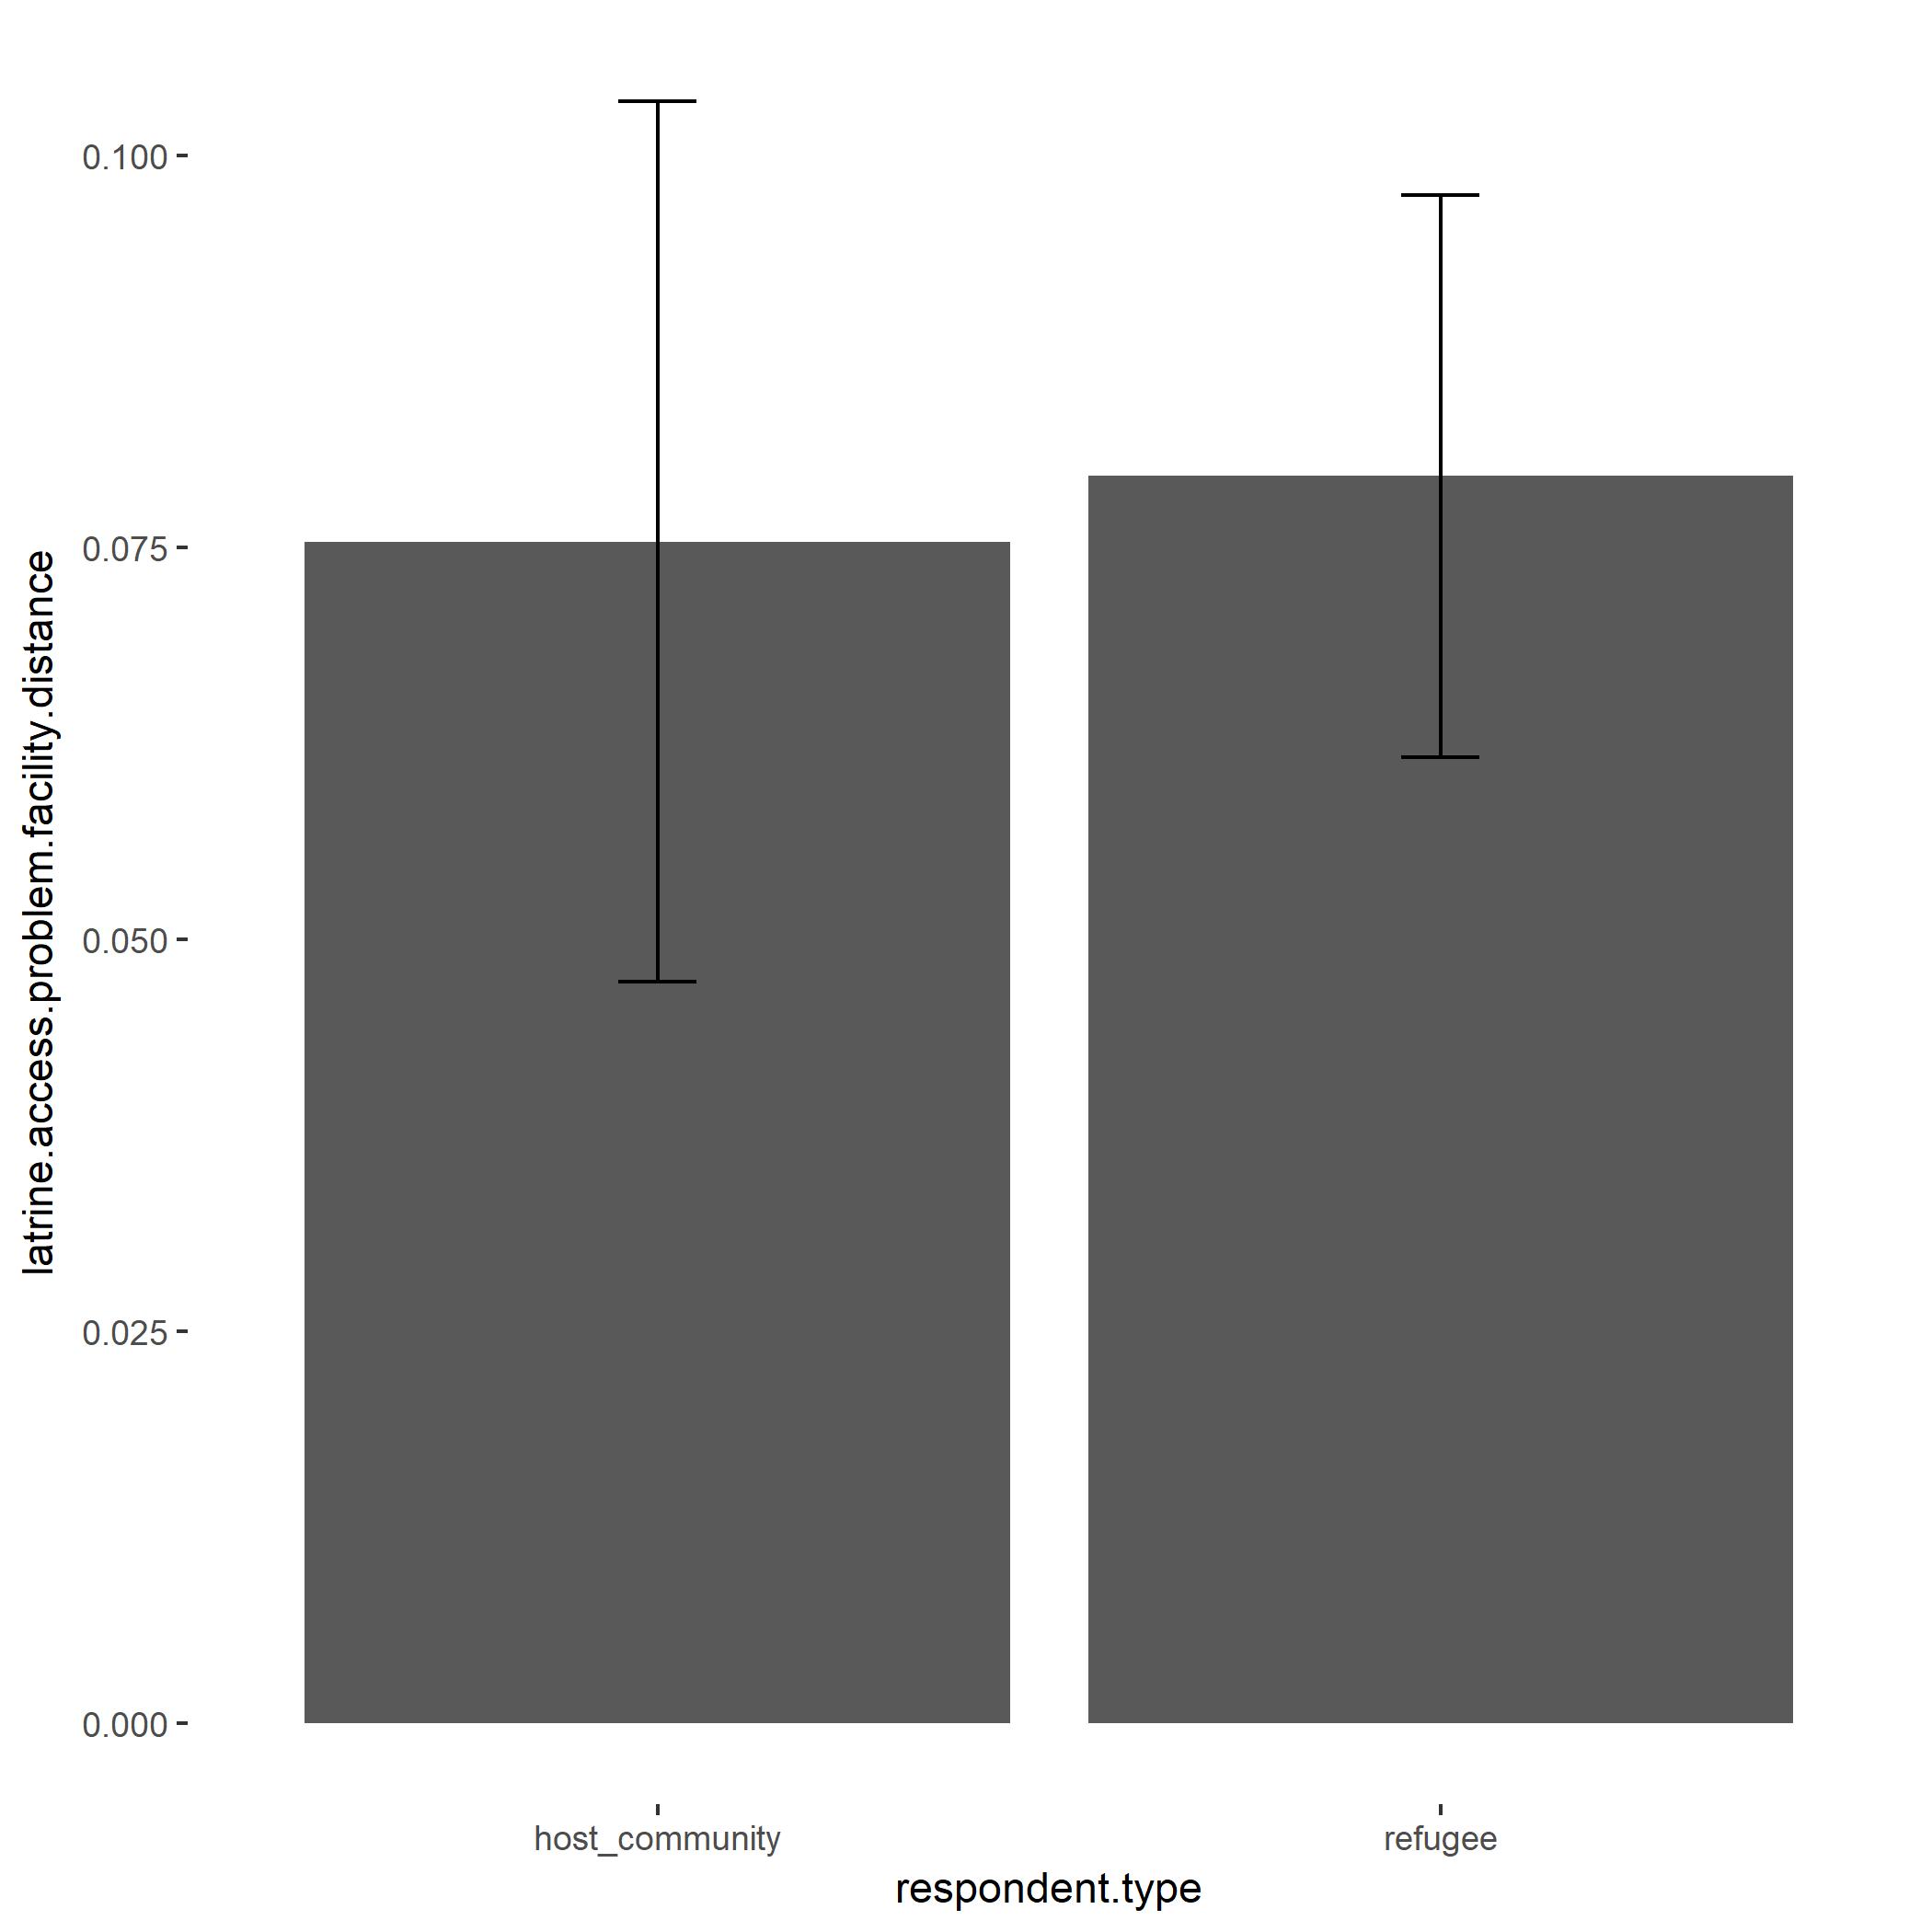 latrine.access.problem.facility.distance
0.100
0.075
0.050
0.025
0.000
host_community
refugee
respondent.type